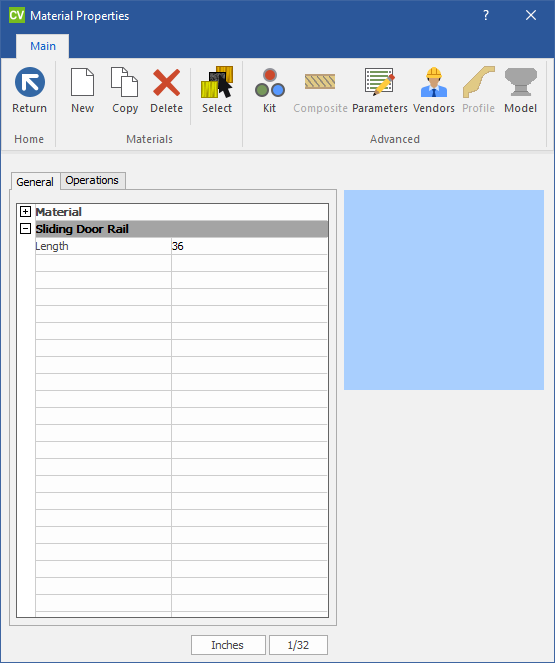 CV Material Properties ?
Main
Return New Copy Delete Select Kit Composite Parameters Vendors Profile Model
Home Materials Advanced
General Operations
Material
Sliding Door Rail
Length 36
Inches 1/32